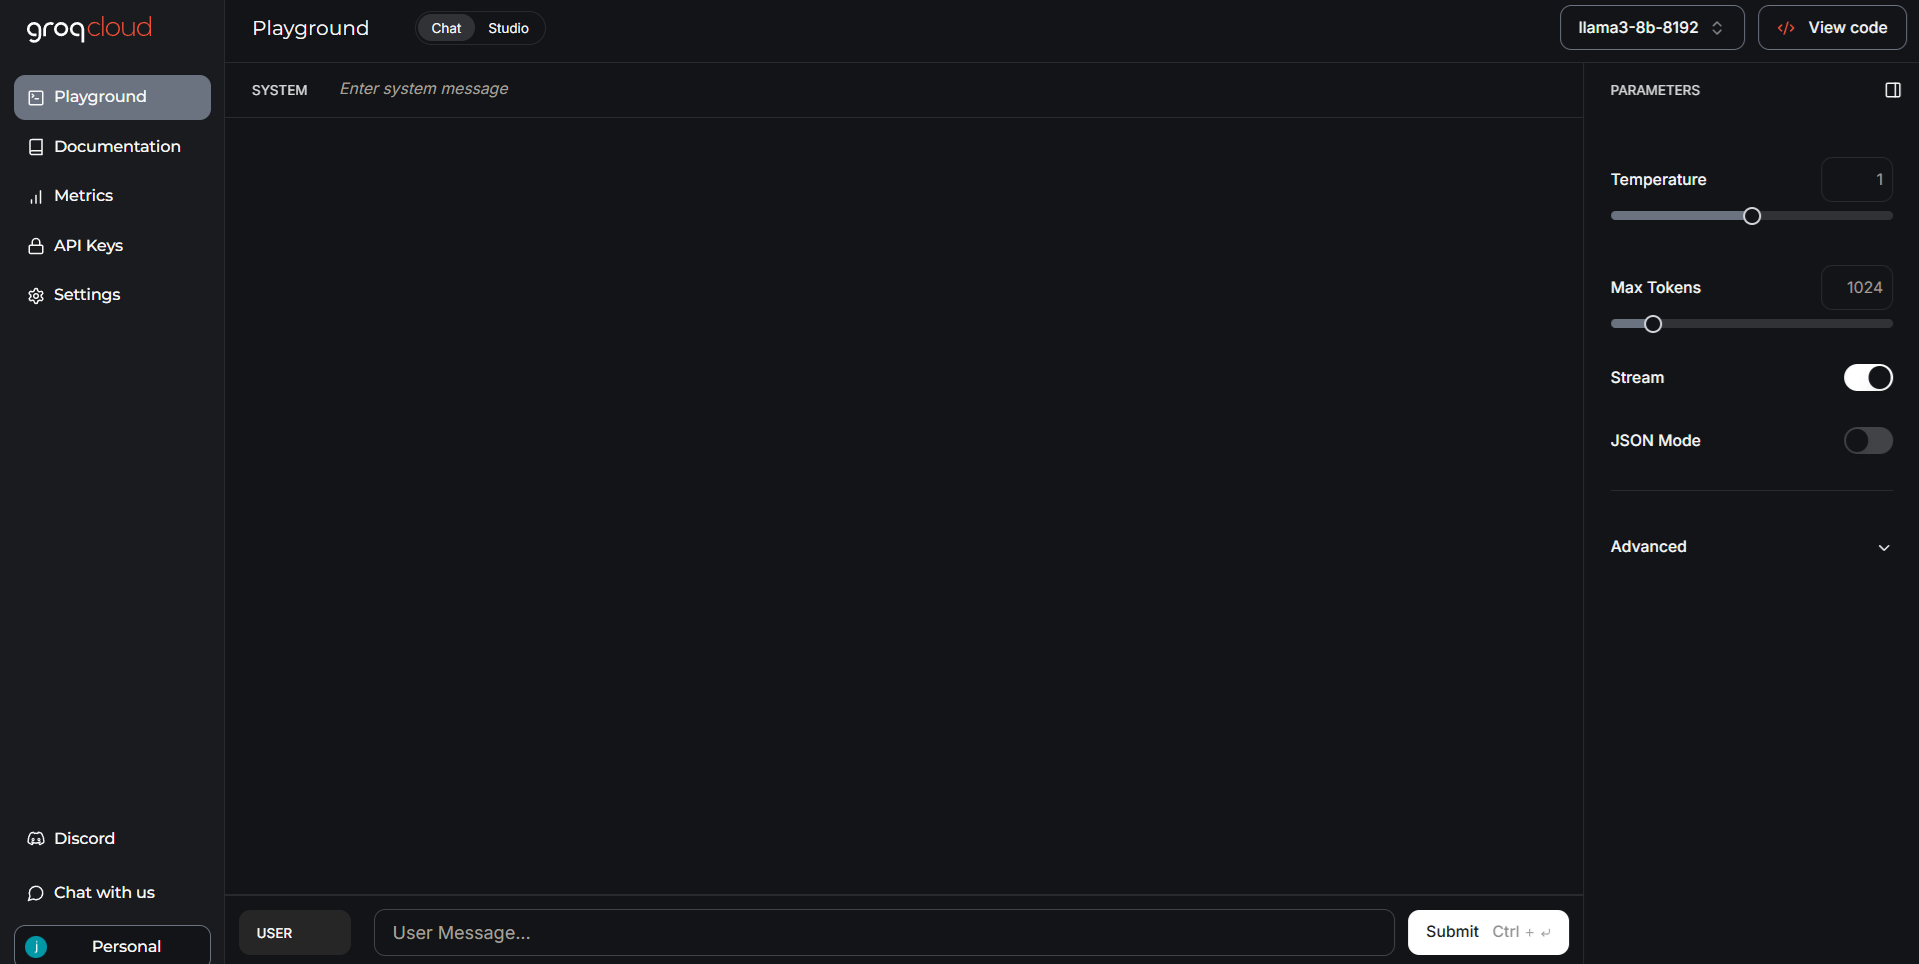 groqcloud
Playground
Documentation
Metrics
API Keys
Settings
Discord
Chat with us
j Personal
Playground Chat Studio
llama3-8b-8192 </> View code
SYSTEM Enter system message
USER User Message... Submit Ctrl + ↵
PARAMETERS
Temperature 1
Max Tokens 1024
Stream
JSON Mode
Advanced